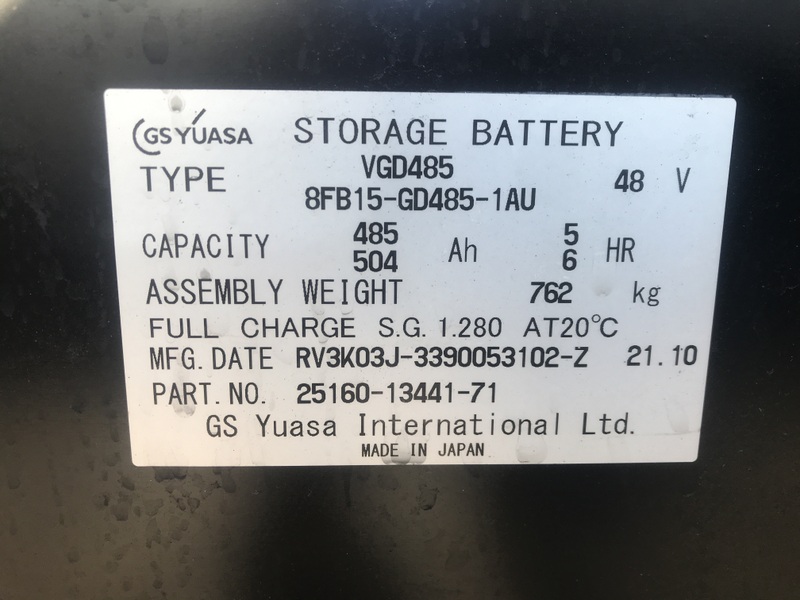 GS YUASA STORAGE BATTERY
TYPE VGD485 48 V
8FB15-GD485-1AU
CAPACITY 485 Ah 5 HR
504 6
ASSEMBLY WEIGHT 762 kg
FULL CHARGE S.G. 1.280 AT20℃
MFG. DATE RV3K03J-3390053102-Z 21.10
PART. NO. 25160-13441-71
GS Yuasa International Ltd.
MADE IN JAPAN